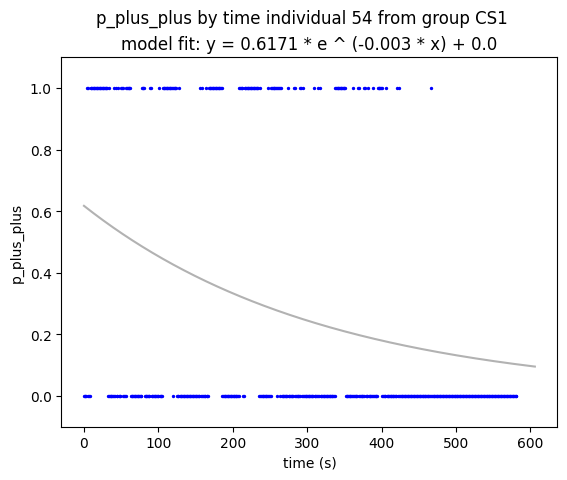 p_plus_plus by time individual 54 from group CS1
model fit: y = 0.6171 * e ^ (-0.003 * x) + 0.0
1.0
0.8
0.6
0.4
0.2
0.0
p_plus_plus
0 100 200 300 400 500 600
time (s)